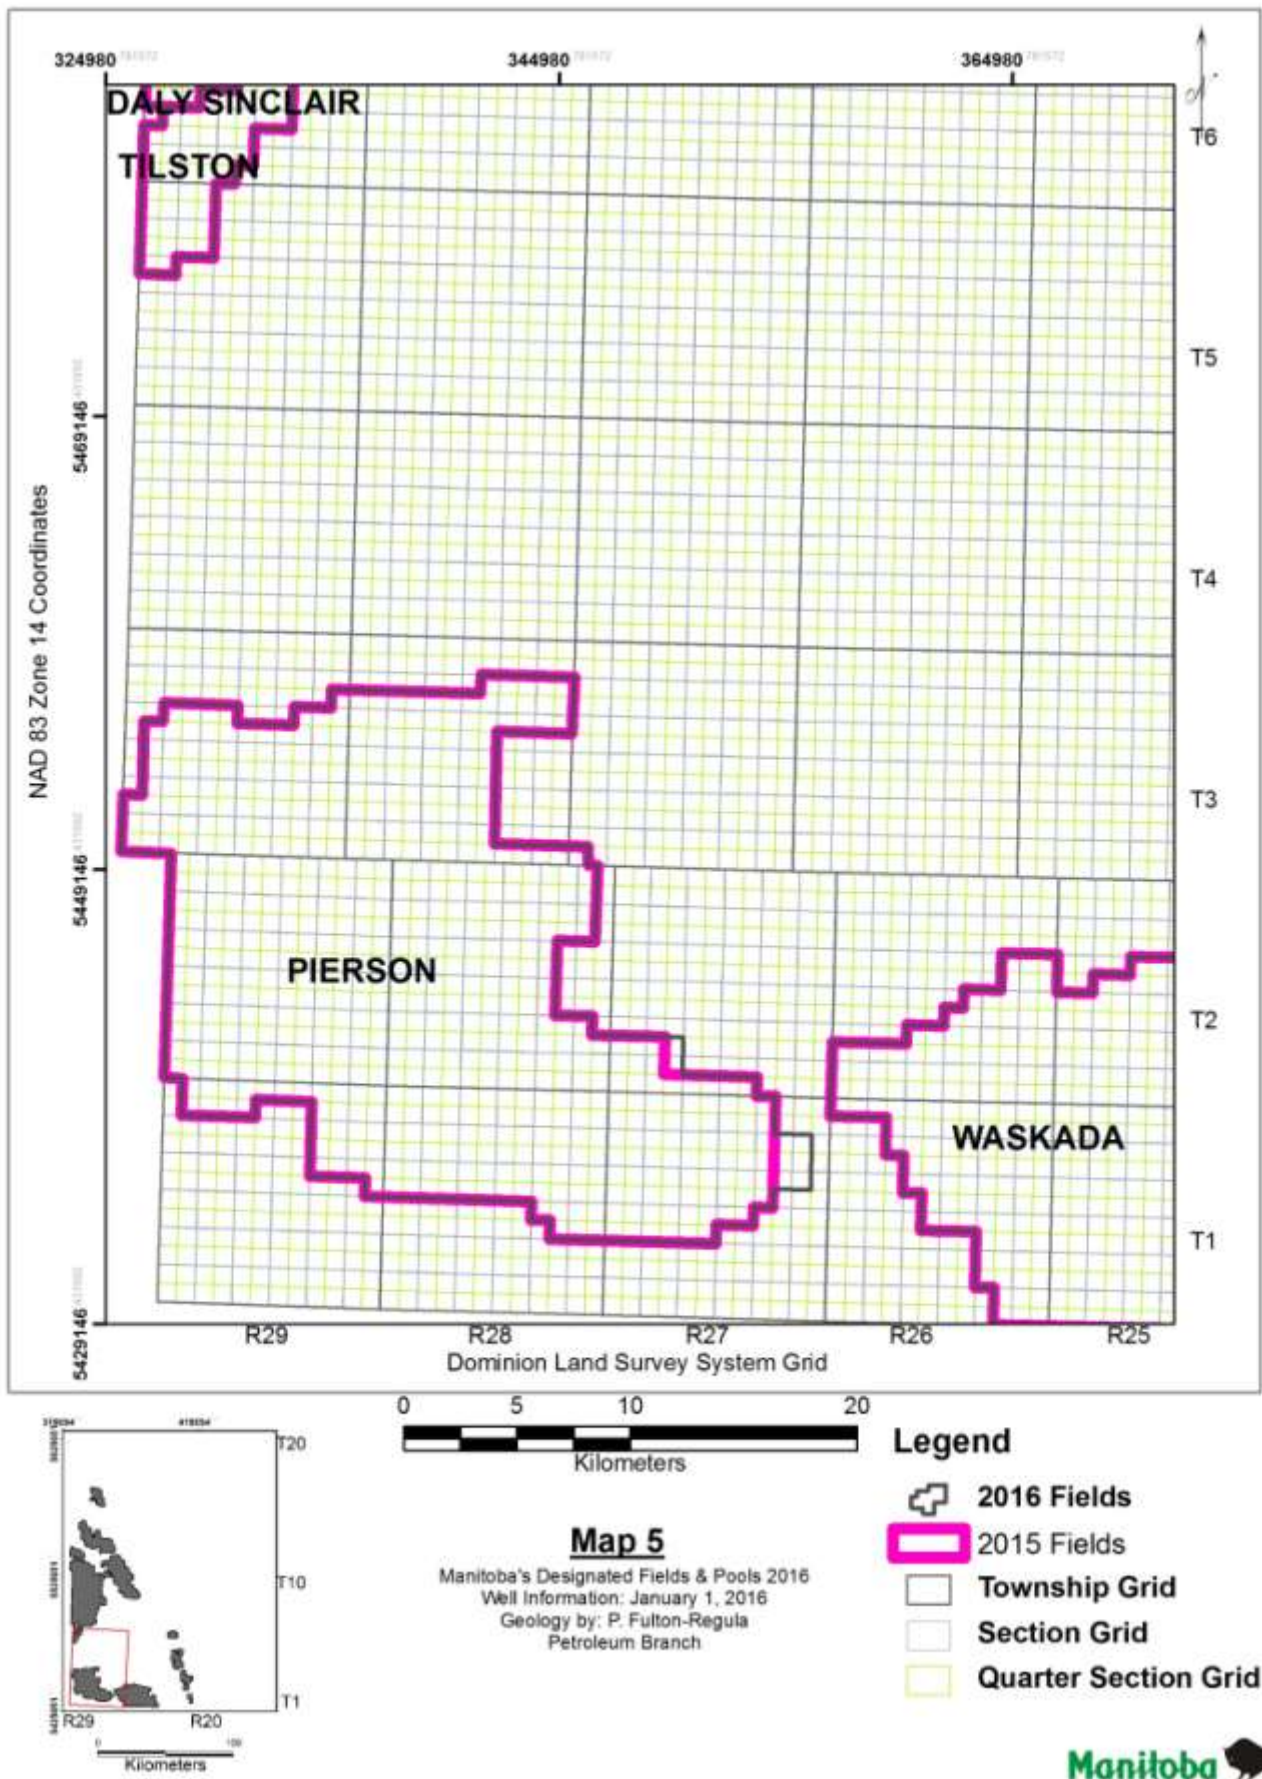 324980
344980
364980
DALY SINCLAIR
TILSTON
T6
T5
5469146
NAD 83 Zone 14 Coordinates
T4
T3
5449146
PIERSON
T2
WASKADA
T1
5429146
R29 R28 R27 R26 R25
Dominion Land Survey System Grid
0 5 10 20
Kilometers
Legend
2016 Fields
2015 Fields
Township Grid
Section Grid
Quarter Section Grid
Map 5
Manitoba's Designated Fields & Pools 2016
Well Information: January 1, 2016
Geology by: P. Fulton-Regula
Petroleum Branch
T20
T10
T1
R29 R20
Kilometers
Manitoba